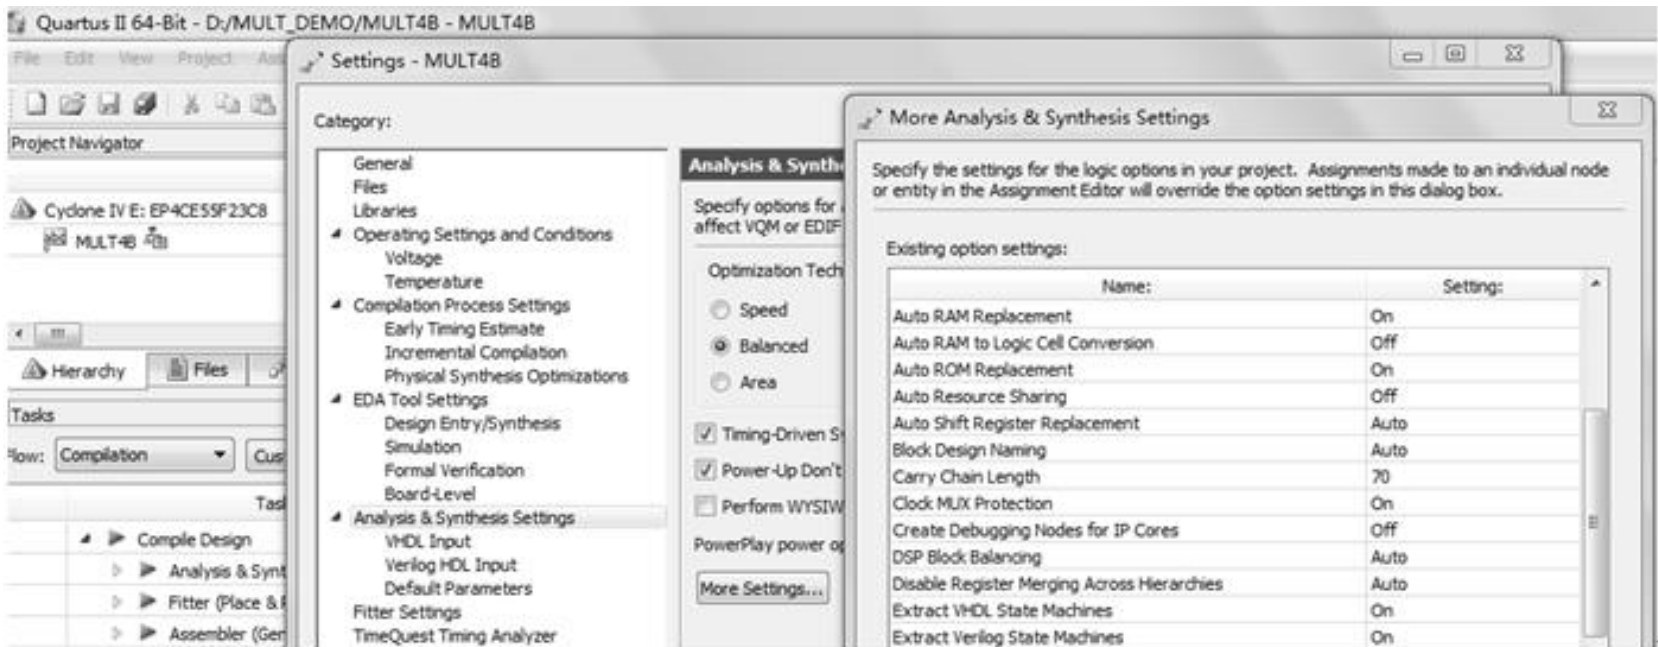 Quartus II 64-Bit - D:/MULT_DEMO/MULT4B - MULT4B
File Edit View Project Ass
Project Navigator
Cyclone IV E: EP4CE55F23C8
MULT4B
Hierarchy Files
Tasks
Flow: Compilation Cus
Tas
Compile Design
Analysis & Synt
Fitter (Place & R
Assembler (Gen
Settings - MULT4B
Category:
General
Files
Libraries
Operating Settings and Conditions
Voltage
Temperature
Compilation Process Settings
Early Timing Estimate
Incremental Compilation
Physical Synthesis Optimizations
EDA Tool Settings
Design Entry/Synthesis
Simulation
Formal Verification
Board-Level
Analysis & Synthesis Settings
VHDL Input
Verilog HDL Input
Default Parameters
Fitter Settings
TimeQuest Timing Analyzer
Analysis & Synthe
Specify options for
affect VQM or EDIF
Optimization Tech
Speed
Balanced
Area
Timing-Driven Sy
Power-Up Don't
Perform WYSIW
PowerPlay power op
More Settings...
More Analysis & Synthesis Settings
Specify the settings for the logic options in your project. Assignments made to an individual node
or entity in the Assignment Editor will override the option settings in this dialog box.
Existing option settings:
Name: Setting:
Auto RAM Replacement On
Auto RAM to Logic Cell Conversion Off
Auto ROM Replacement On
Auto Resource Sharing Off
Auto Shift Register Replacement Auto
Block Design Naming Auto
Carry Chain Length 70
Clock MUX Protection On
Create Debugging Nodes for IP Cores Off
DSP Block Balancing Auto
Disable Register Merging Across Hierarchies Auto
Extract VHDL State Machines On
Extract Verilog State Machines On